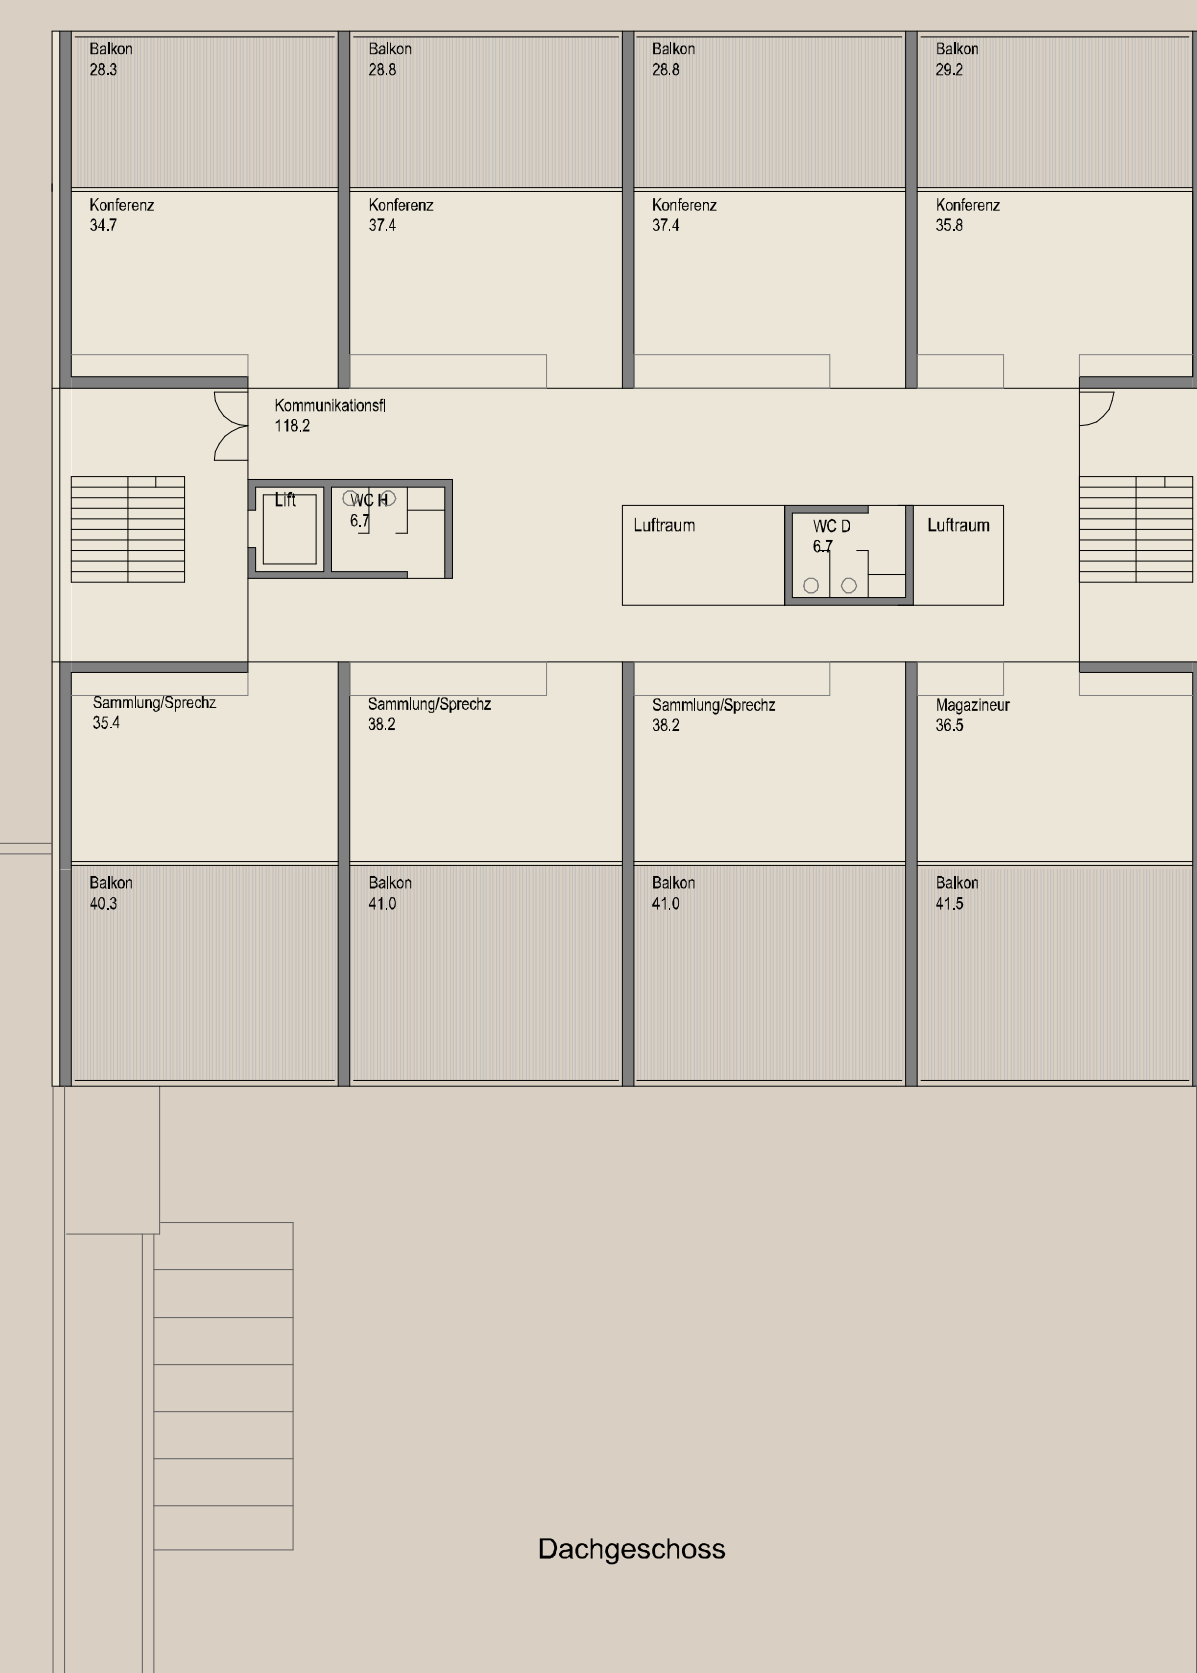 Balkon
28.3
Balkon
28.8
Balkon
28.8
Balkon
29.2
Konferenz
34.7
Konferenz
37.4
Konferenz
37.4
Konferenz
35.8
Kommunikationsfl
118.2
Lift
WC H
6.7
Luftraum
WC D
6.7
Luftraum
Sammlung/Sprechz
35.4
Sammlung/Sprechz
38.2
Sammlung/Sprechz
38.2
Magazineur
36.5
Balkon
40.3
Balkon
41.0
Balkon
41.0
Balkon
41.5
Dachgeschoss